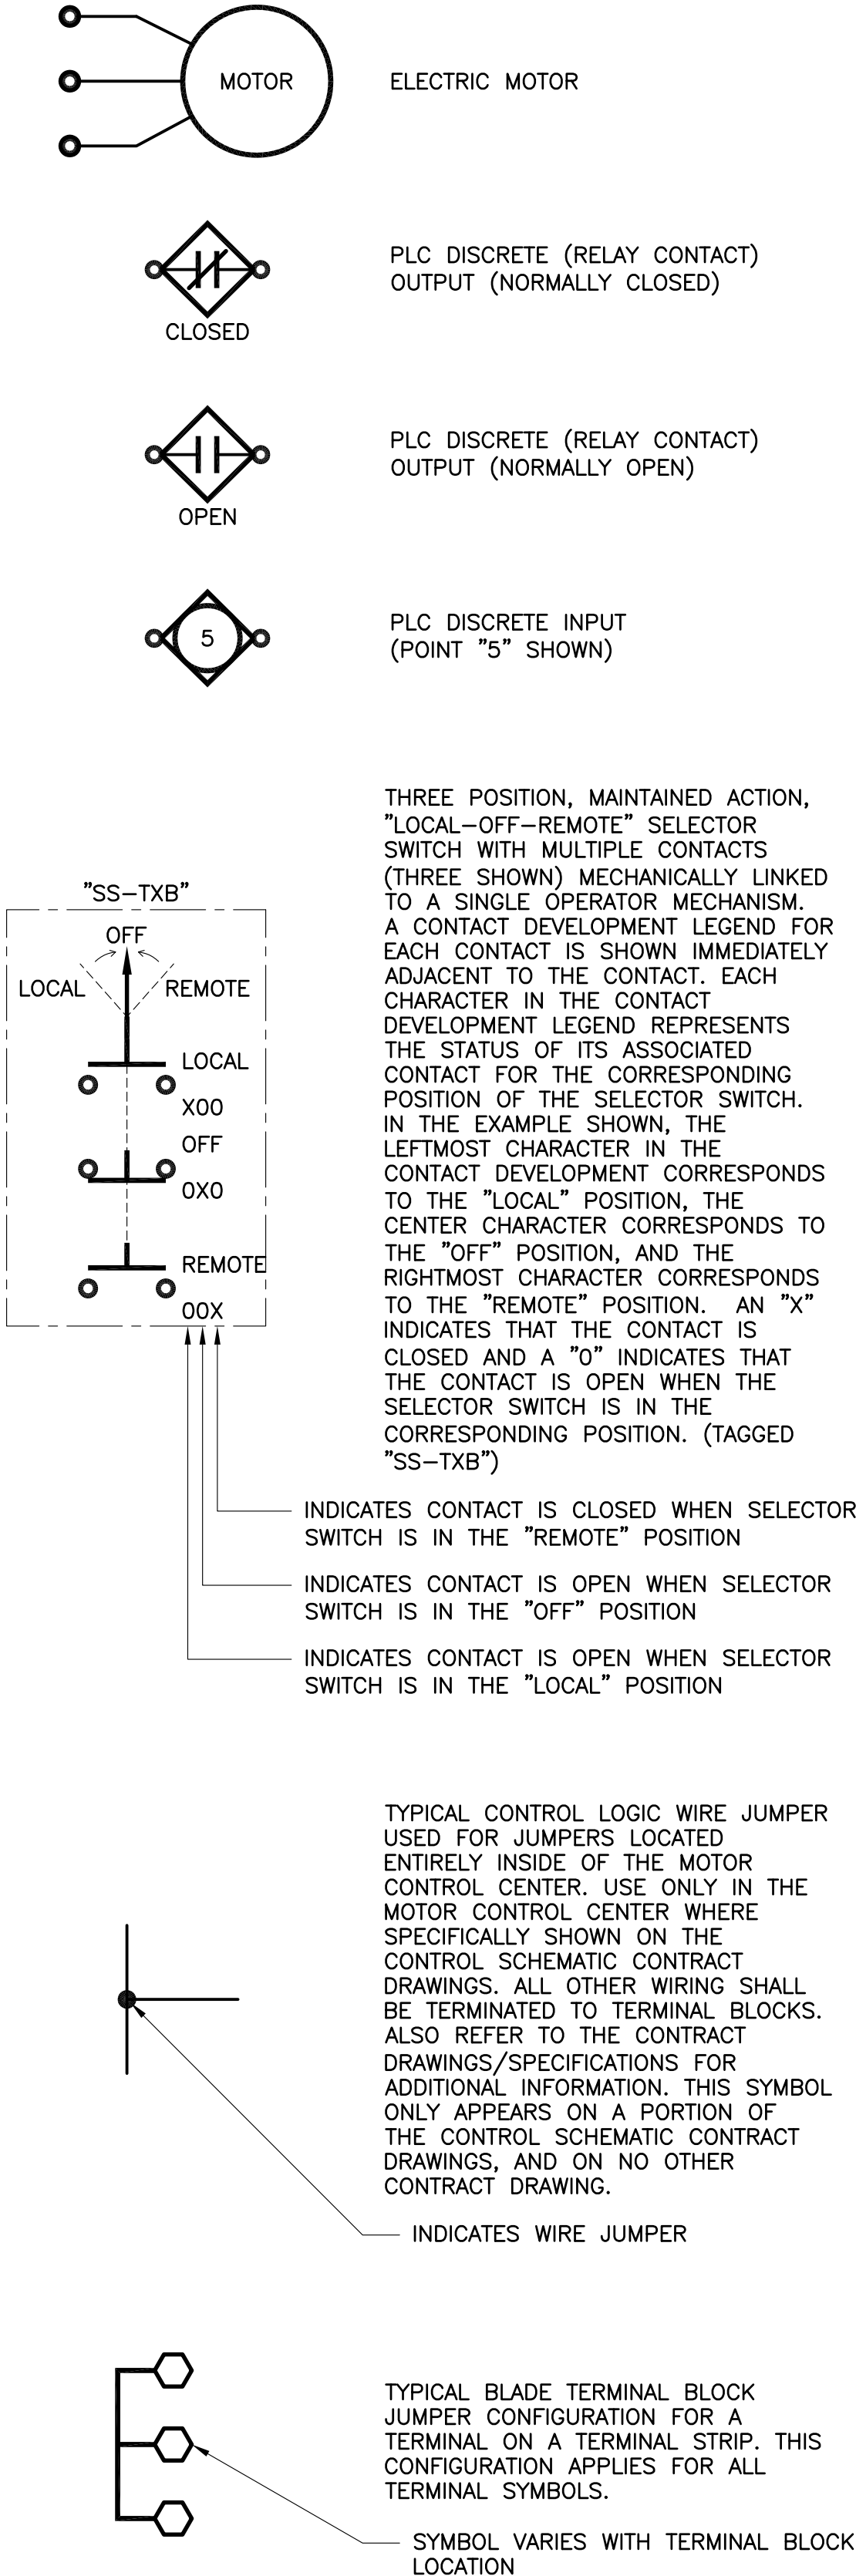 MOTOR
ELECTRIC MOTOR
PLC DISCRETE (RELAY CONTACT)
OUTPUT (NORMALLY CLOSED)
CLOSED
PLC DISCRETE (RELAY CONTACT)
OUTPUT (NORMALLY OPEN)
OPEN
5
PLC DISCRETE INPUT
(POINT "5" SHOWN)
"SS-TXB"
OFF
LOCAL
REMOTE
LOCAL
X00
OFF
0X0
REMOTE
00X
THREE POSITION, MAINTAINED ACTION,
"LOCAL-OFF-REMOTE" SELECTOR
SWITCH WITH MULTIPLE CONTACTS
(THREE SHOWN) MECHANICALLY LINKED
TO A SINGLE OPERATOR MECHANISM.
A CONTACT DEVELOPMENT LEGEND FOR
EACH CONTACT IS SHOWN IMMEDIATELY
ADJACENT TO THE CONTACT. EACH
CHARACTER IN THE CONTACT
DEVELOPMENT LEGEND REPRESENTS
THE STATUS OF ITS ASSOCIATED
CONTACT FOR THE CORRESPONDING
POSITION OF THE SELECTOR SWITCH.
IN THE EXAMPLE SHOWN, THE
LEFTMOST CHARACTER IN THE
CONTACT DEVELOPMENT CORRESPONDS
TO THE "LOCAL" POSITION, THE
CENTER CHARACTER CORRESPONDS TO
THE "OFF" POSITION, AND THE
RIGHTMOST CHARACTER CORRESPONDS
TO THE "REMOTE" POSITION. AN "X"
INDICATES THAT THE CONTACT IS
CLOSED AND A "0" INDICATES THAT
THE CONTACT IS OPEN WHEN THE
SELECTOR SWITCH IS IN THE
CORRESPONDING POSITION. (TAGGED
"SS-TXB")
INDICATES CONTACT IS CLOSED WHEN SELECTOR
SWITCH IS IN THE "REMOTE" POSITION
INDICATES CONTACT IS OPEN WHEN SELECTOR
SWITCH IS IN THE "OFF" POSITION
INDICATES CONTACT IS OPEN WHEN SELECTOR
SWITCH IS IN THE "LOCAL" POSITION
TYPICAL CONTROL LOGIC WIRE JUMPER
USED FOR JUMPERS LOCATED
ENTIRELY INSIDE OF THE MOTOR
CONTROL CENTER. USE ONLY IN THE
MOTOR CONTROL CENTER WHERE
SPECIFICALLY SHOWN ON THE
CONTROL SCHEMATIC CONTRACT
DRAWINGS. ALL OTHER WIRING SHALL
BE TERMINATED TO TERMINAL BLOCKS.
ALSO REFER TO THE CONTRACT
DRAWINGS/SPECIFICATIONS FOR
ADDITIONAL INFORMATION. THIS SYMBOL
ONLY APPEARS ON A PORTION OF
THE CONTROL SCHEMATIC CONTRACT
DRAWINGS, AND ON NO OTHER
CONTRACT DRAWING.
INDICATES WIRE JUMPER
TYPICAL BLADE TERMINAL BLOCK
JUMPER CONFIGURATION FOR A
TERMINAL ON A TERMINAL STRIP. THIS
CONFIGURATION APPLIES FOR ALL
TERMINAL SYMBOLS.
SYMBOL VARIES WITH TERMINAL BLOCK
LOCATION